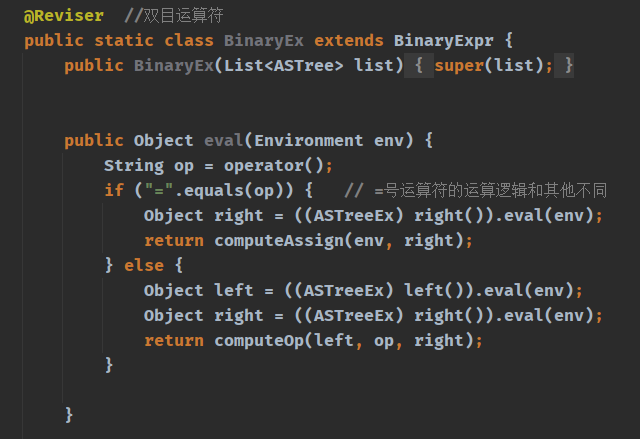 @Reviser  //双目运算符
public static class BinaryEx extends BinaryExpr {
    public BinaryEx(List<ASTree> list) { super(list); }
    public Object eval(Environment env) {
        String op = operator();
        if ("=".equals(op)) {   // =号运算符的运算逻辑和其他不同
            Object right = ((ASTreeEx) right()).eval(env);
            return computeAssign(env, right);
        } else {
            Object left = ((ASTreeEx) left()).eval(env);
            Object right = ((ASTreeEx) right()).eval(env);
            return computeOp(left, op, right);
        }
    }